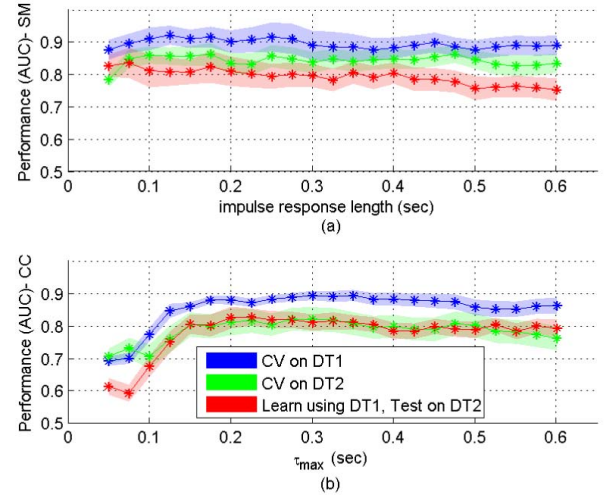 Performance (AUC)- SM
0.9
0.8
0.7
0.6
0.5
0 0.1 0.2 0.3 0.4 0.5 0.6
impulse response length (sec)
(a)
Performance (AUC)- CC
0.9
0.8
0.7
0.6
0.5
CV on DT1
CV on DT2
Learn using DT1, Test on DT2
0 0.1 0.2 0.3 0.4 0.5 0.6
τmax (sec)
(b)